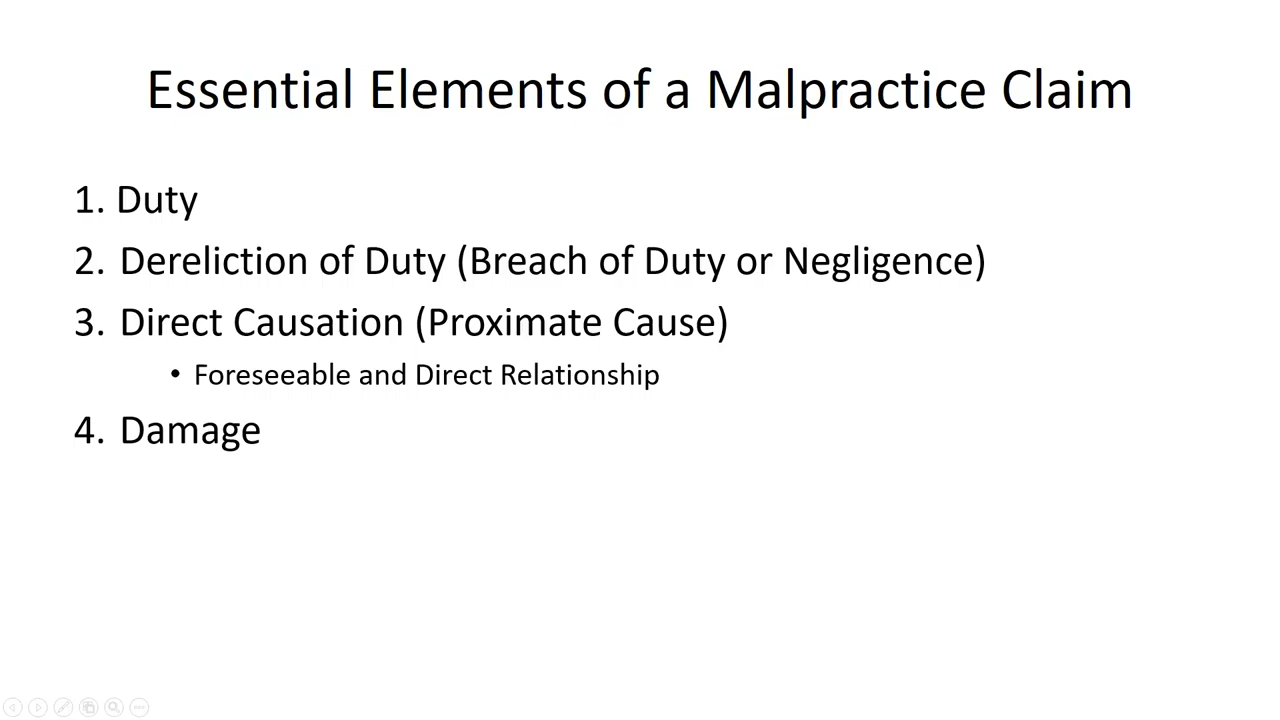 Essential Elements of a Malpractice Claim
1. Duty
2. Dereliction of Duty (Breach of Duty or Negligence)
3. Direct Causation (Proximate Cause)
• Foreseeable and Direct Relationship
4. Damage